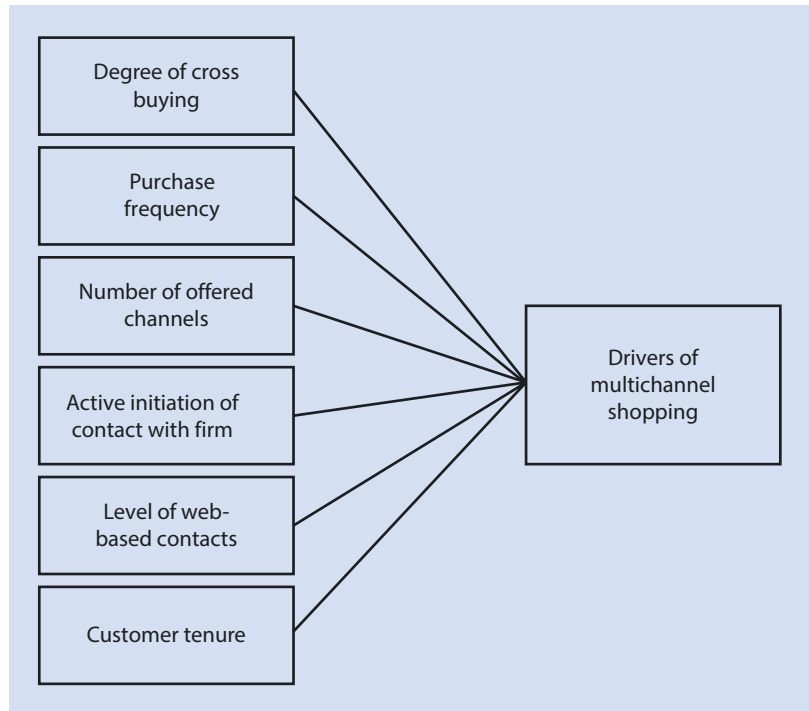 Degree of cross
buying
Purchase
frequency
Number of offered
channels
Active initiation of
contact with firm
Level of web-
based contacts
Customer tenure
Drivers of
multichannel
shopping